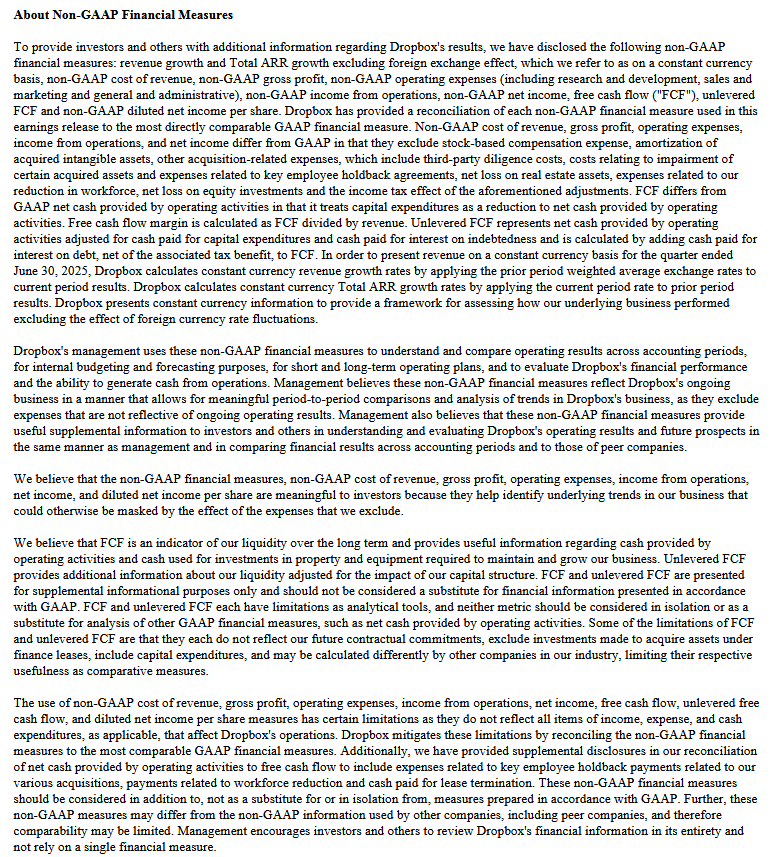 About Non-GAAP Financial Measures
To provide investors and others with additional information regarding Dropbox's results, we have disclosed the following non-GAAP
financial measures: revenue growth and Total ARR growth excluding foreign exchange effect, which we refer to as on a constant currency
basis, non-GAAP cost of revenue, non-GAAP gross profit, non-GAAP operating expenses (including research and development, sales and
marketing and general and administrative), non-GAAP income from operations, non-GAAP net income, free cash flow ("FCF"), unlevered
FCF and non-GAAP diluted net income per share. Dropbox has provided a reconciliation of each non-GAAP financial measure used in this
earnings release to the most directly comparable GAAP financial measure. Non-GAAP cost of revenue, gross profit, operating expenses,
income from operations, and net income differ from GAAP in that they exclude stock-based compensation expense, amortization of
acquired intangible assets, other acquisition-related expenses, which include third-party diligence costs, costs relating to impairment of
certain acquired assets and expenses related to key employee holdback agreements, net loss on real estate assets, expenses related to our
reduction in workforce, net loss on equity investments and the income tax effect of the aforementioned adjustments. FCF differs from
GAAP net cash provided by operating activities in that it treats capital expenditures as a reduction to net cash provided by operating
activities. Free cash flow margin is calculated as FCF divided by revenue. Unlevered FCF represents net cash provided by operating
activities adjusted for cash paid for capital expenditures and cash paid for interest on indebtedness and is calculated by adding cash paid for
interest on debt, net of the associated tax benefit, to FCF. In order to present revenue on a constant currency basis for the quarter ended
June 30, 2025, Dropbox calculates constant currency revenue growth rates by applying the prior period weighted average exchange rates to
current period results. Dropbox calculates constant currency Total ARR growth rates by applying the current period rate to prior period
results. Dropbox presents constant currency information to provide a framework for assessing how our underlying business performed
excluding the effect of foreign currency rate fluctuations.
Dropbox's management uses these non-GAAP financial measures to understand and compare operating results across accounting periods,
for internal budgeting and forecasting purposes, for short and long-term operating plans, and to evaluate Dropbox's financial performance
and the ability to generate cash from operations. Management believes these non-GAAP financial measures reflect Dropbox's ongoing
business in a manner that allows for meaningful period-to-period comparisons and analysis of trends in Dropbox's business, as they exclude
expenses that are not reflective of ongoing operating results. Management also believes that these non-GAAP financial measures provide
useful supplemental information to investors and others in understanding and evaluating Dropbox's operating results and future prospects in
the same manner as management and in comparing financial results across accounting periods and to those of peer companies.
We believe that the non-GAAP financial measures, non-GAAP cost of revenue, gross profit, operating expenses, income from operations,
net income, and diluted net income per share are meaningful to investors because they help identify underlying trends in our business that
could otherwise be masked by the effect of the expenses that we exclude.
We believe that FCF is an indicator of our liquidity over the long term and provides useful information regarding cash provided by
operating activities and cash used for investments in property and equipment required to maintain and grow our business. Unlevered FCF
provides additional information about our liquidity adjusted for the impact of our capital structure. FCF and unlevered FCF are presented
for supplemental informational purposes only and should not be considered a substitute for financial information presented in accordance
with GAAP. FCF and unlevered FCF each have limitations as analytical tools, and neither metric should be considered in isolation or as a
substitute for analysis of other GAAP financial measures, such as net cash provided by operating activities. Some of the limitations of FCF
and unlevered FCF are that they each do not reflect our future contractual commitments, exclude investments made to acquire assets under
finance leases, include capital expenditures, and may be calculated differently by other companies in our industry, limiting their respective
usefulness as comparative measures.
The use of non-GAAP cost of revenue, gross profit, operating expenses, income from operations, net income, free cash flow, unlevered free
cash flow, and diluted net income per share measures has certain limitations as they do not reflect all items of income, expense, and cash
expenditures, as applicable, that affect Dropbox's operations. Dropbox mitigates these limitations by reconciling the non-GAAP financial
measures to the most comparable GAAP financial measures. Additionally, we have provided supplemental disclosures in our reconciliation
of net cash provided by operating activities to free cash flow to include expenses related to key employee holdback payments related to our
various acquisitions, payments related to workforce reduction and cash paid for lease termination. These non-GAAP financial measures
should be considered in addition to, not as a substitute for or in isolation from, measures prepared in accordance with GAAP. Further, these
non-GAAP measures may differ from the non-GAAP information used by other companies, including peer companies, and therefore
comparability may be limited. Management encourages investors and others to review Dropbox's financial information in its entirety and
not rely on a single financial measure.